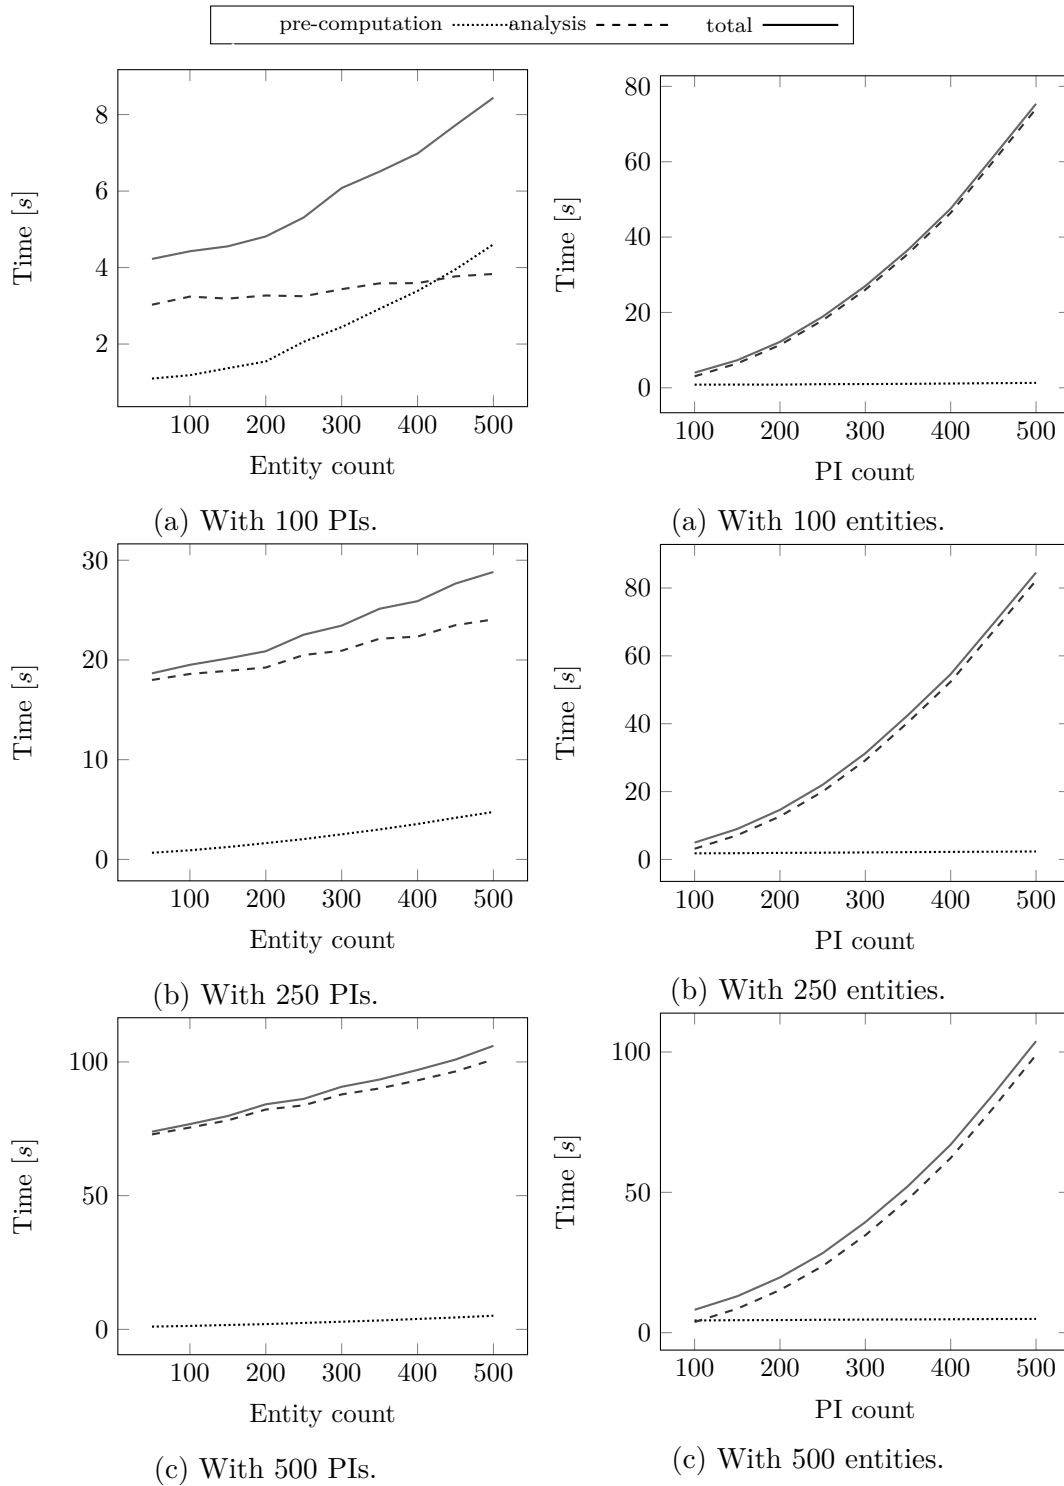 pre-computation analysis total
8
6
4
2
Time [s]
100 200 300 400 500
Entity count
(a) With 100 PIs.
80
60
40
20
0
Time [s]
100 200 300 400 500
PI count
(a) With 100 entities.
30
20
10
0
Time [s]
100 200 300 400 500
Entity count
(b) With 250 PIs.
80
60
40
20
0
Time [s]
100 200 300 400 500
PI count
(b) With 250 entities.
100
50
0
Time [s]
100 200 300 400 500
Entity count
(c) With 500 PIs.
100
50
0
Time [s]
100 200 300 400 500
PI count
(c) With 500 entities.